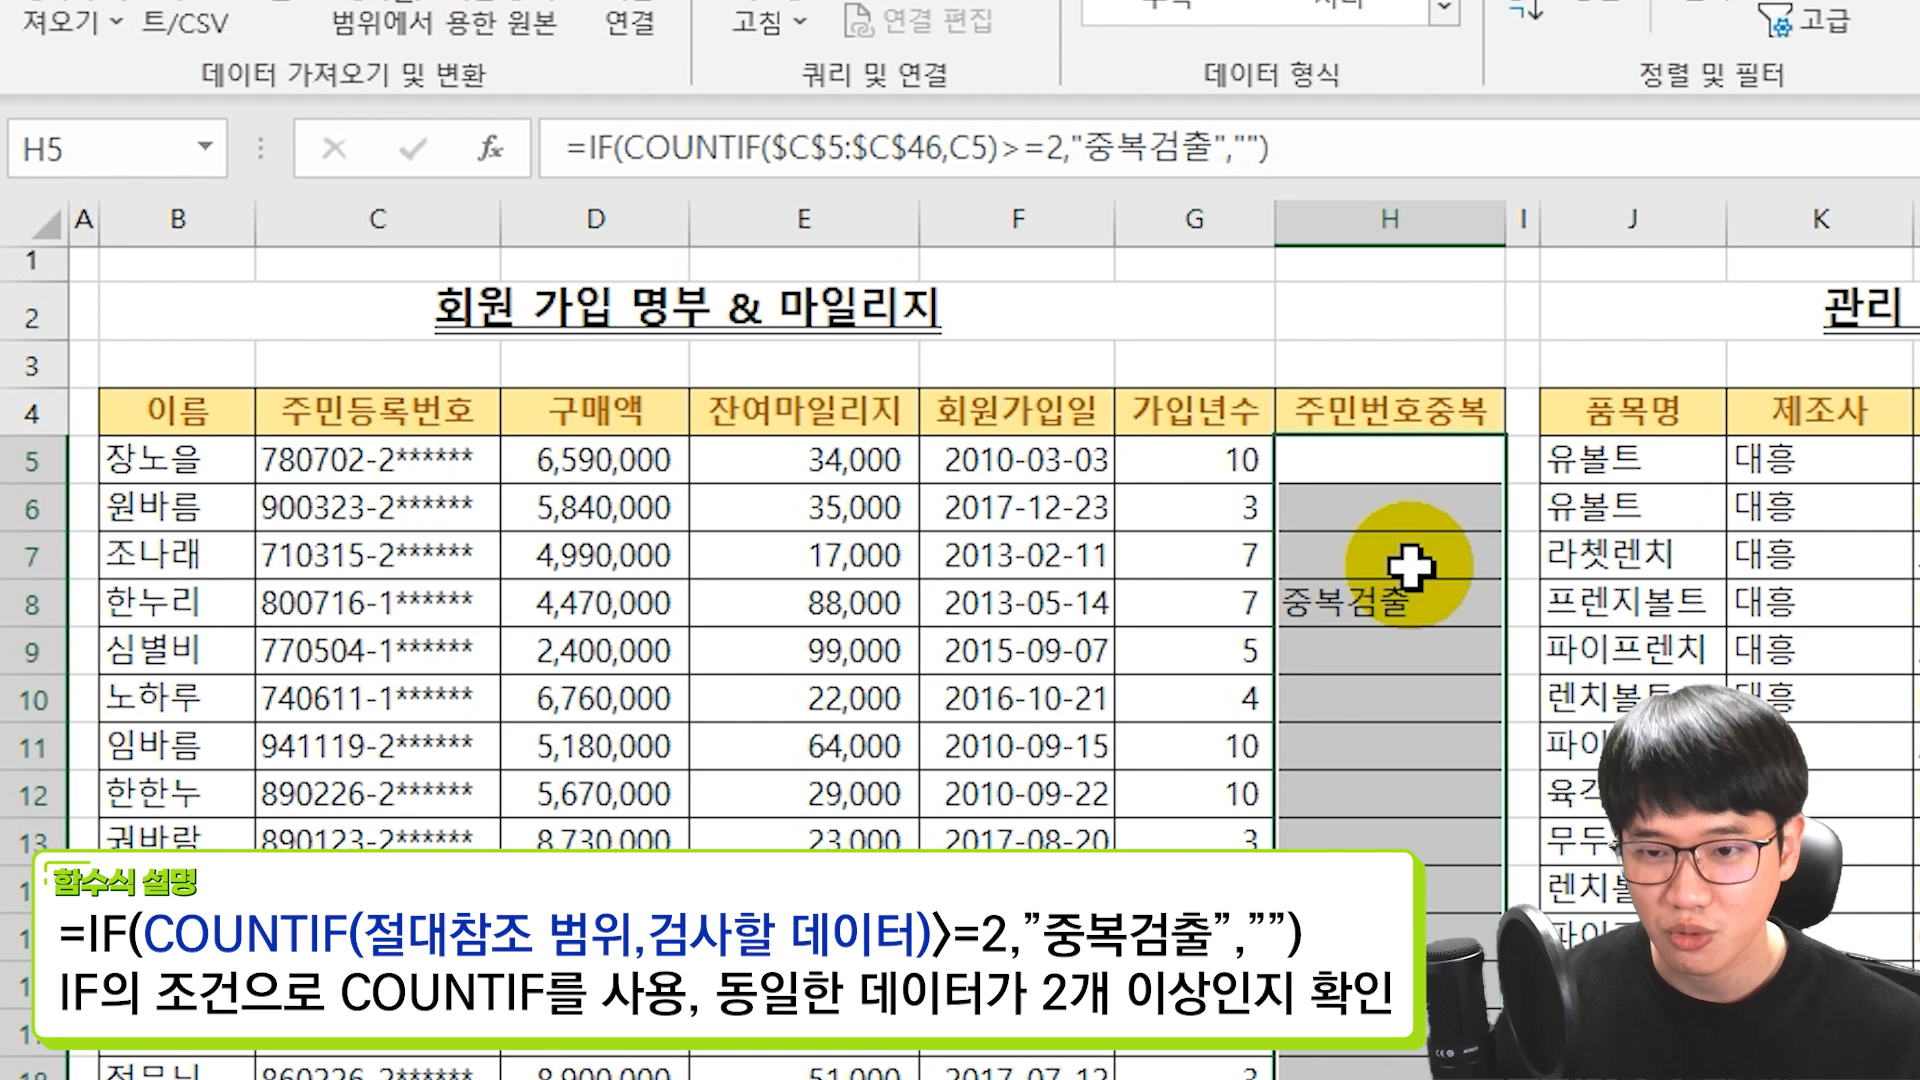 져오기 트/CSV 범위에서 용한 원본 연결 고침 연결 편집 고급
데이터 가져오기 및 변환 쿼리 및 연결 데이터 형식 정렬 및 필터
H5 fx =IF(COUNTIF($C$5:$C$46,C5)>=2,"중복검출","")
A B C D E F G H I J K
1
2 회원 가입 명부 & 마일리지 관리
3
4 이름 주민등록번호 구매액 잔여마일리지 회원가입일 가입년수 주민번호중복 품목명 제조사
5 장노을 780702-2****** 6,590,000 34,000 2010-03-03 10 유볼트 대흥
6 원바름 900323-2****** 5,840,000 35,000 2017-12-23 3 유볼트 대흥
7 조나래 710315-2****** 4,990,000 17,000 2013-02-11 7 라쳇렌치 대흥
8 한누리 800716-1****** 4,470,000 88,000 2013-05-14 7 중복검출 프렌지볼트 대흥
9 심별비 770504-1****** 2,400,000 99,000 2015-09-07 5 파이프렌치 대흥
10 노하루 740611-1****** 6,760,000 22,000 2016-10-21 4 렌치볼트 대흥
11 임바름 941119-2****** 5,180,000 64,000 2010-09-15 10 파이
12 한한누 890226-2****** 5,670,000 29,000 2010-09-22 10 육각
13 권바람 890123-2****** 8,730,000 23,000 2017-08-20 3 무두
렌치볼
파이
함수식 설명
=IF(COUNTIF(절대참조 범위,검사할 데이터)>=2,”중복검출”,””)
IF의 조건으로 COUNTIF를 사용, 동일한 데이터가 2개 이상인지 확인
18 860226-2****** 8,900,000 51,000 2017-07-12 3